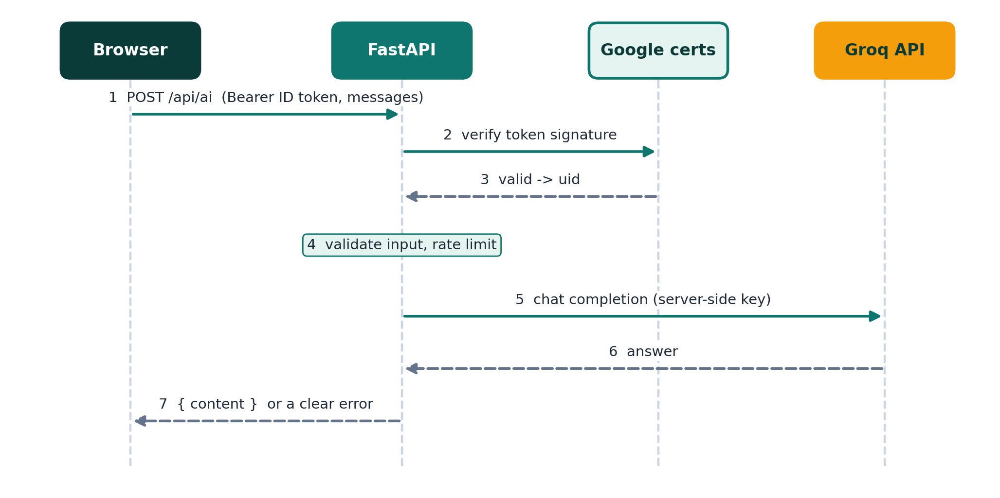 Browser
FastAPI
Google certs
Groq API
1  POST /api/ai  (Bearer ID token, messages)
2  verify token signature
3  valid -> uid
4  validate input, rate limit
5  chat completion (server-side key)
6  answer
7  { content }  or a clear error